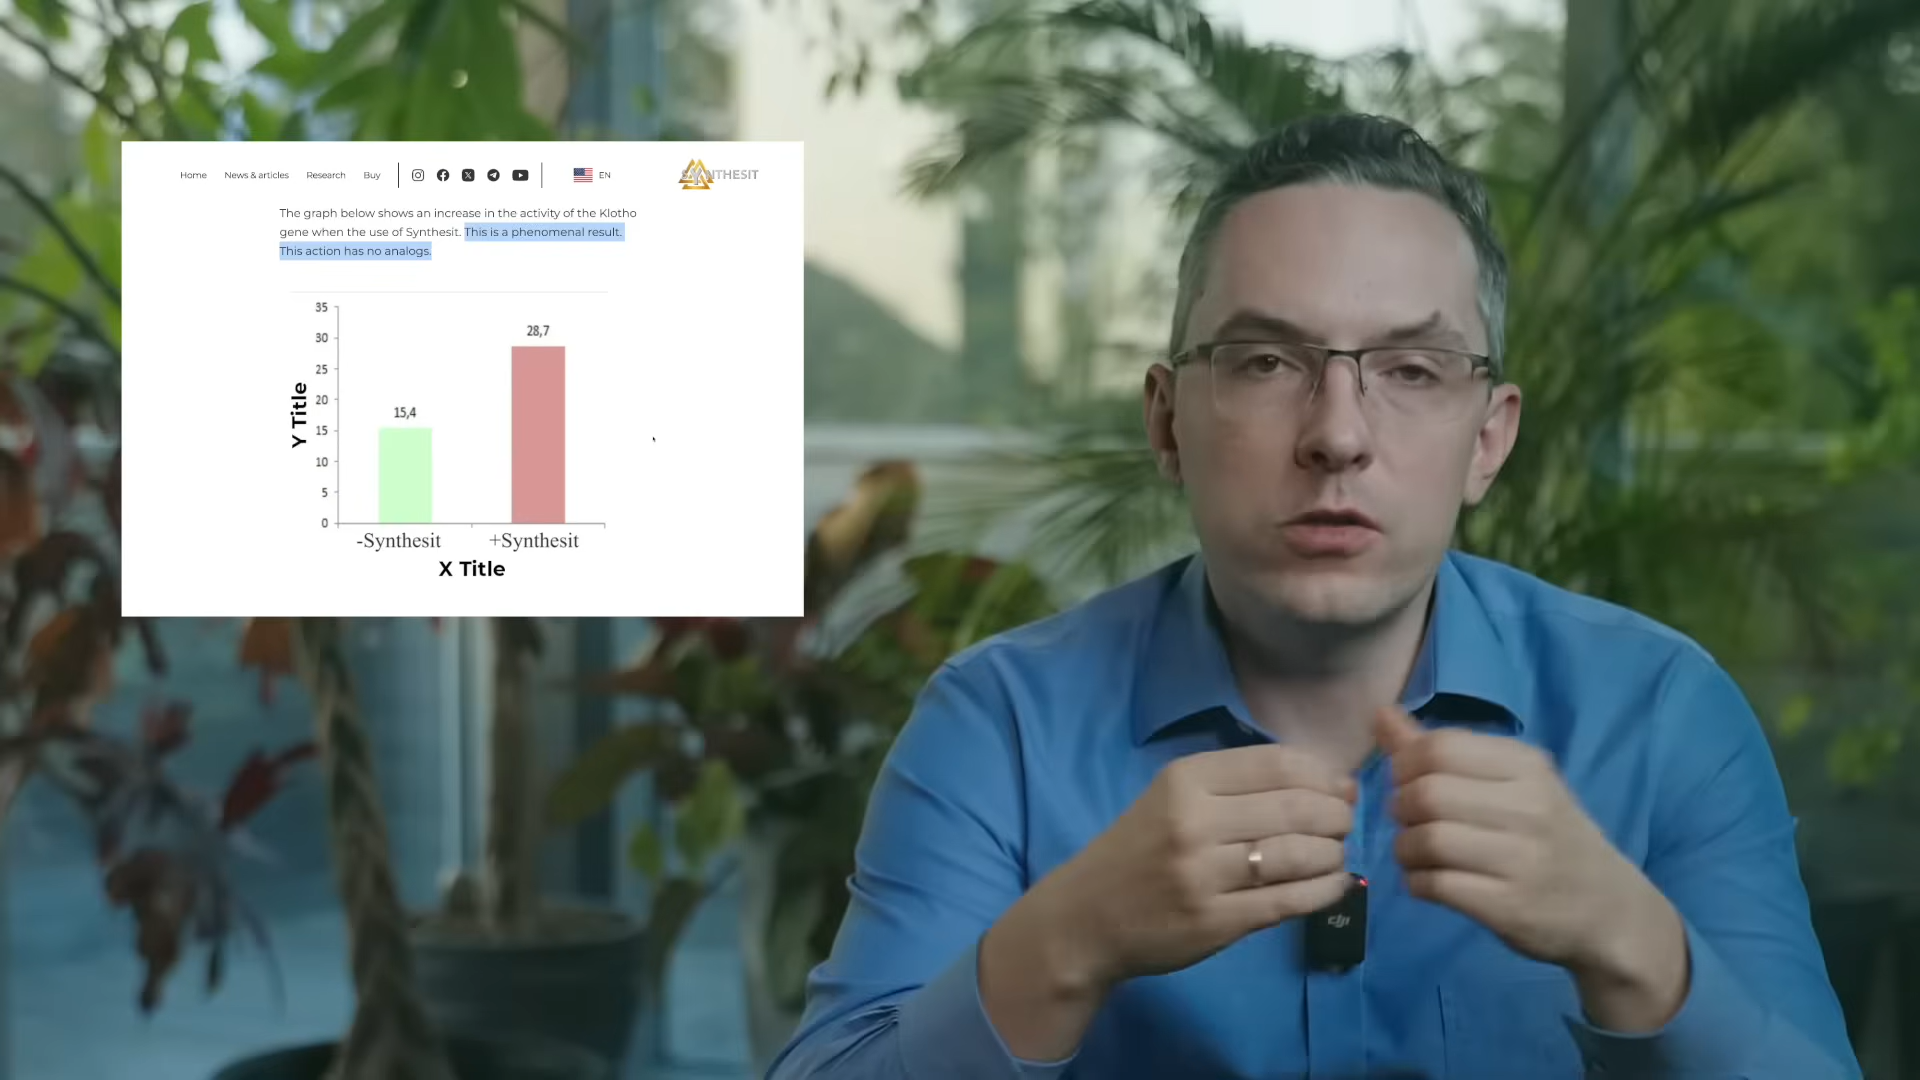 Home News & articles Research Buy EN SYNTHESIT
The graph below shows an increase in the activity of the Klotho
gene when the use of Synthesit. This is a phenomenal result.
This action has no analogs.
35
30
25
20
15
10
5
0
Y Title
15,4
28,7
-Synthesit +Synthesit
X Title
dji